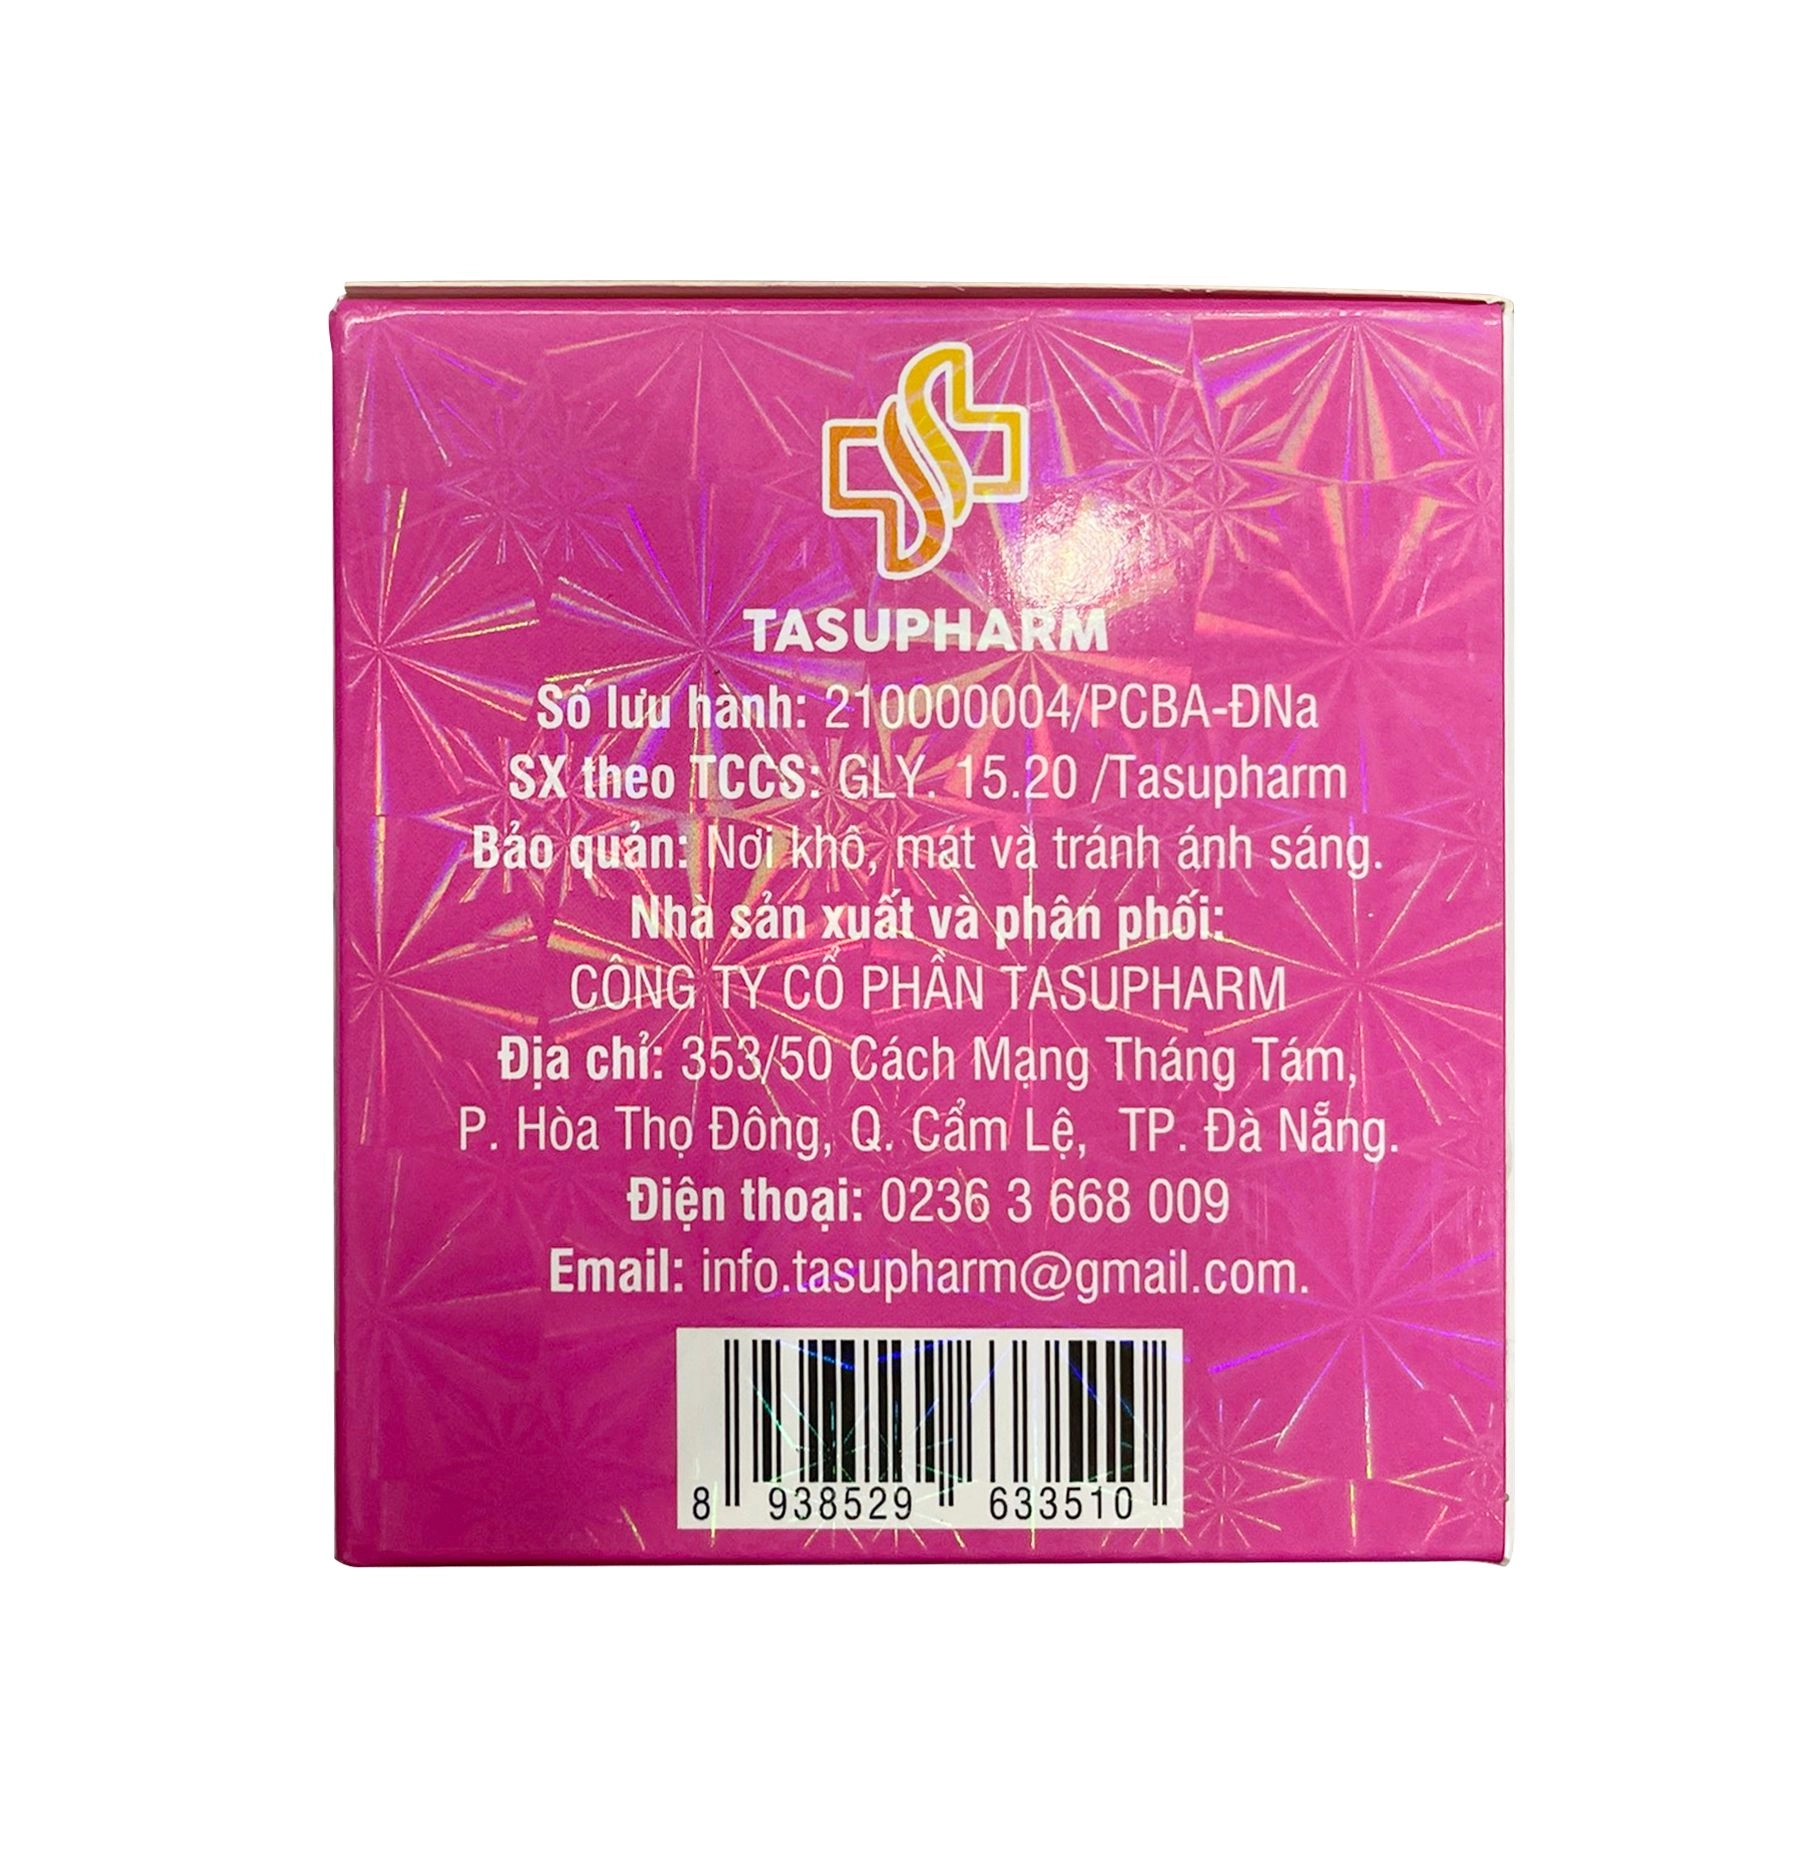 TASUPHARM
Số lưu hành: 210000004/PCBA-ĐNa
SX theo TCCS: GLY. 15.20 /Tasupharm
Bảo quản: Nơi khô, mát và tránh ánh sáng.
Nhà sản xuất và phân phối:
CÔNG TY CỔ PHẦN TASUPHARM
Địa chỉ: 353/50 Cách Mạng Tháng Tám,
P. Hòa Thọ Đông, Q. Cẩm Lệ, TP. Đà Nẵng.
Điện thoại: 0236 3 668 009
Email: info.tasupharm@gmail.com.
8 938529 633510